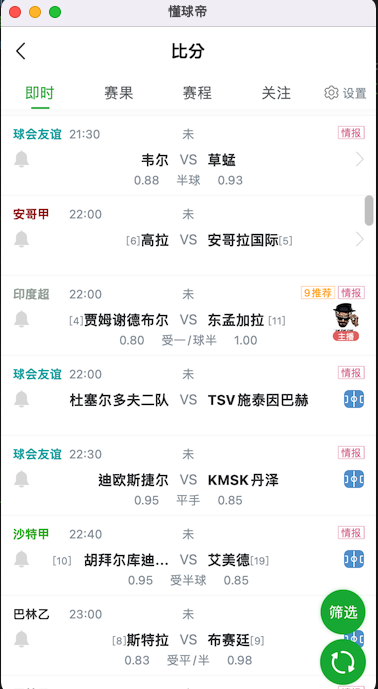 懂球帝
比分
即时 赛果 赛程 关注 设置
球会友谊 21:30 未 情报
韦尔 VS 草蜢
0.88 半球 0.93
安哥甲 22:00 未
[6]高拉 VS 安哥拉国际[5]
印度超 22:00 未 9推荐 情报
[4]贾姆谢德布尔 VS 东孟加拉 [11]
主播
0.80 受一/球半 1.00
球会友谊 22:00 未 情报
杜塞尔多夫二队 VS TSV施泰因巴赫
球会友谊 22:30 未 情报
迪欧斯捷尔 VS KMSK丹泽
0.95 平手 0.85
沙特甲 22:40 未 情报
[10] 胡拜尔库迪... VS 艾美德[19]
0.95 受半球 0.85
巴林乙 23:00 未
筛选
[8]斯特拉 VS 布赛廷[9]
0.83 受平/半 0.98